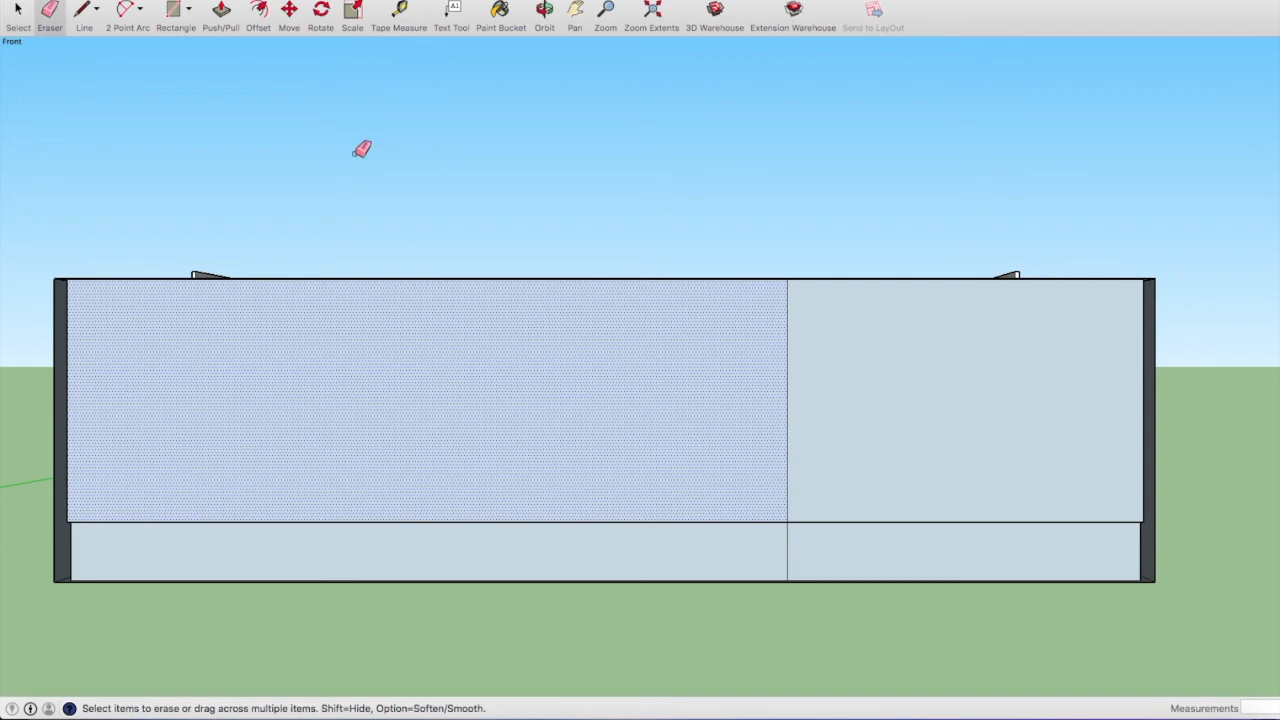 Select Eraser Line 2 Point Arc Rectangle Push/Pull Offset Move Rotate Scale Tape Measure A1 Text Tool Paint Bucket Orbit Pan Zoom Zoom Extents 3D Warehouse Extension Warehouse Send to LayOut
Front
Select items to erase or drag across multiple items. Shift=Hide, Option=Soften/Smooth. Measurements